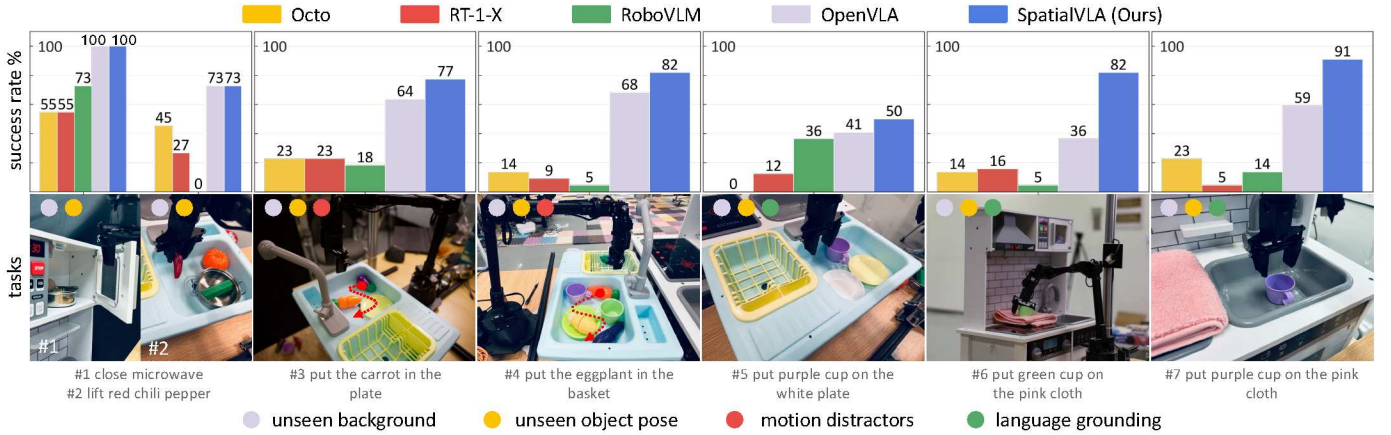 Octo RT-1-X RoboVLM OpenVLA SpatialVLA (Ours)
success rate %
100 100 100 100 100 100 100 100
55 55 73 45 27 0 73 73
23 23 18 64 77
14 9 5 68 82
0 12 36 41 50
14 16 5 36 82
23 5 14 59 91
tasks
#1 #2
#1 close microwave
#2 lift red chili pepper
#3 put the carrot in the
plate
#4 put the eggplant in the
basket
#5 put purple cup on the
white plate
#6 put green cup on
the pink cloth
#7 put purple cup on the pink
cloth
unseen background unseen object pose motion distractors language grounding